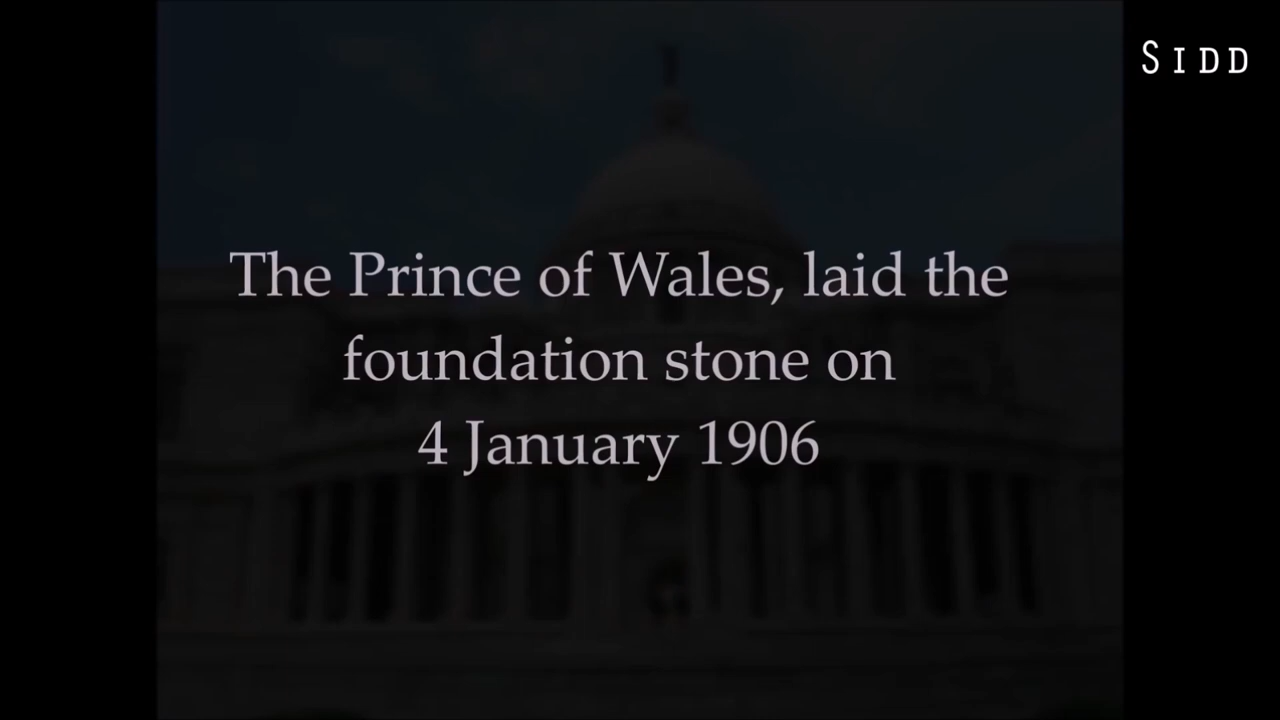 SIDD
The Prince of Wales, laid the
foundation stone on
4 January 1906